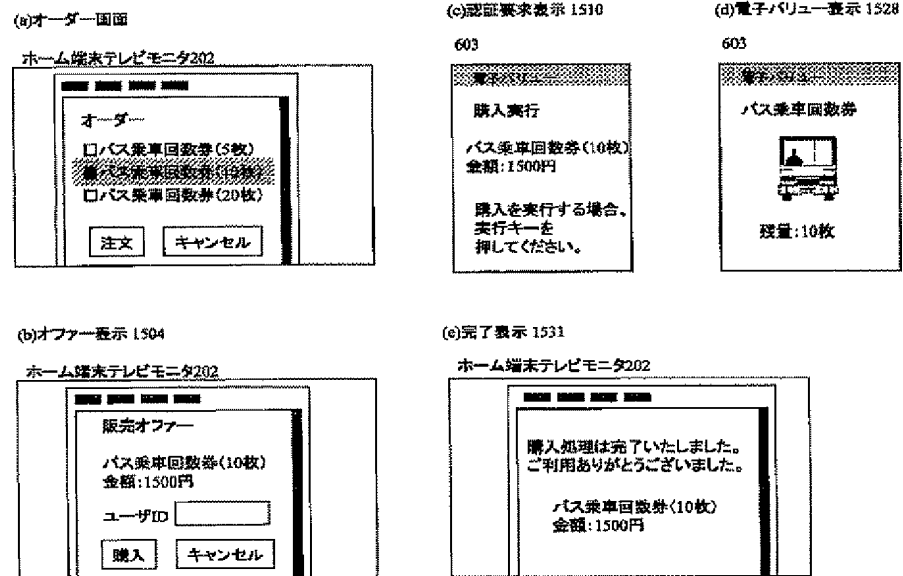 (a)オーダー画面
ホーム端末テレビモニタ202
オーダー
□バス乗車回数券(5枚)
■バス乗車回数券(10枚)
□バス乗車回数券(20枚)
注文 キャンセル
(c)認証要求表示 1510
603
電子バリュー
購入実行
バス乗車回数券(10枚)
金額:1500円
購入を実行する場合、
実行キーを
押してください。
(d)電子バリュー表示 1528
603
電子バリュー
バス乗車回数券
残量:10枚
(b)オファー表示 1504
ホーム端末テレビモニタ202
販売オファー
バス乗車回数券(10枚)
金額:1500円
ユーザID
購入 キャンセル
(e)完了表示 1531
ホーム端末テレビモニタ202
購入処理は完了いたしました。
ご利用ありがとうございました。
バス乗車回数券(10枚)
金額:1500円